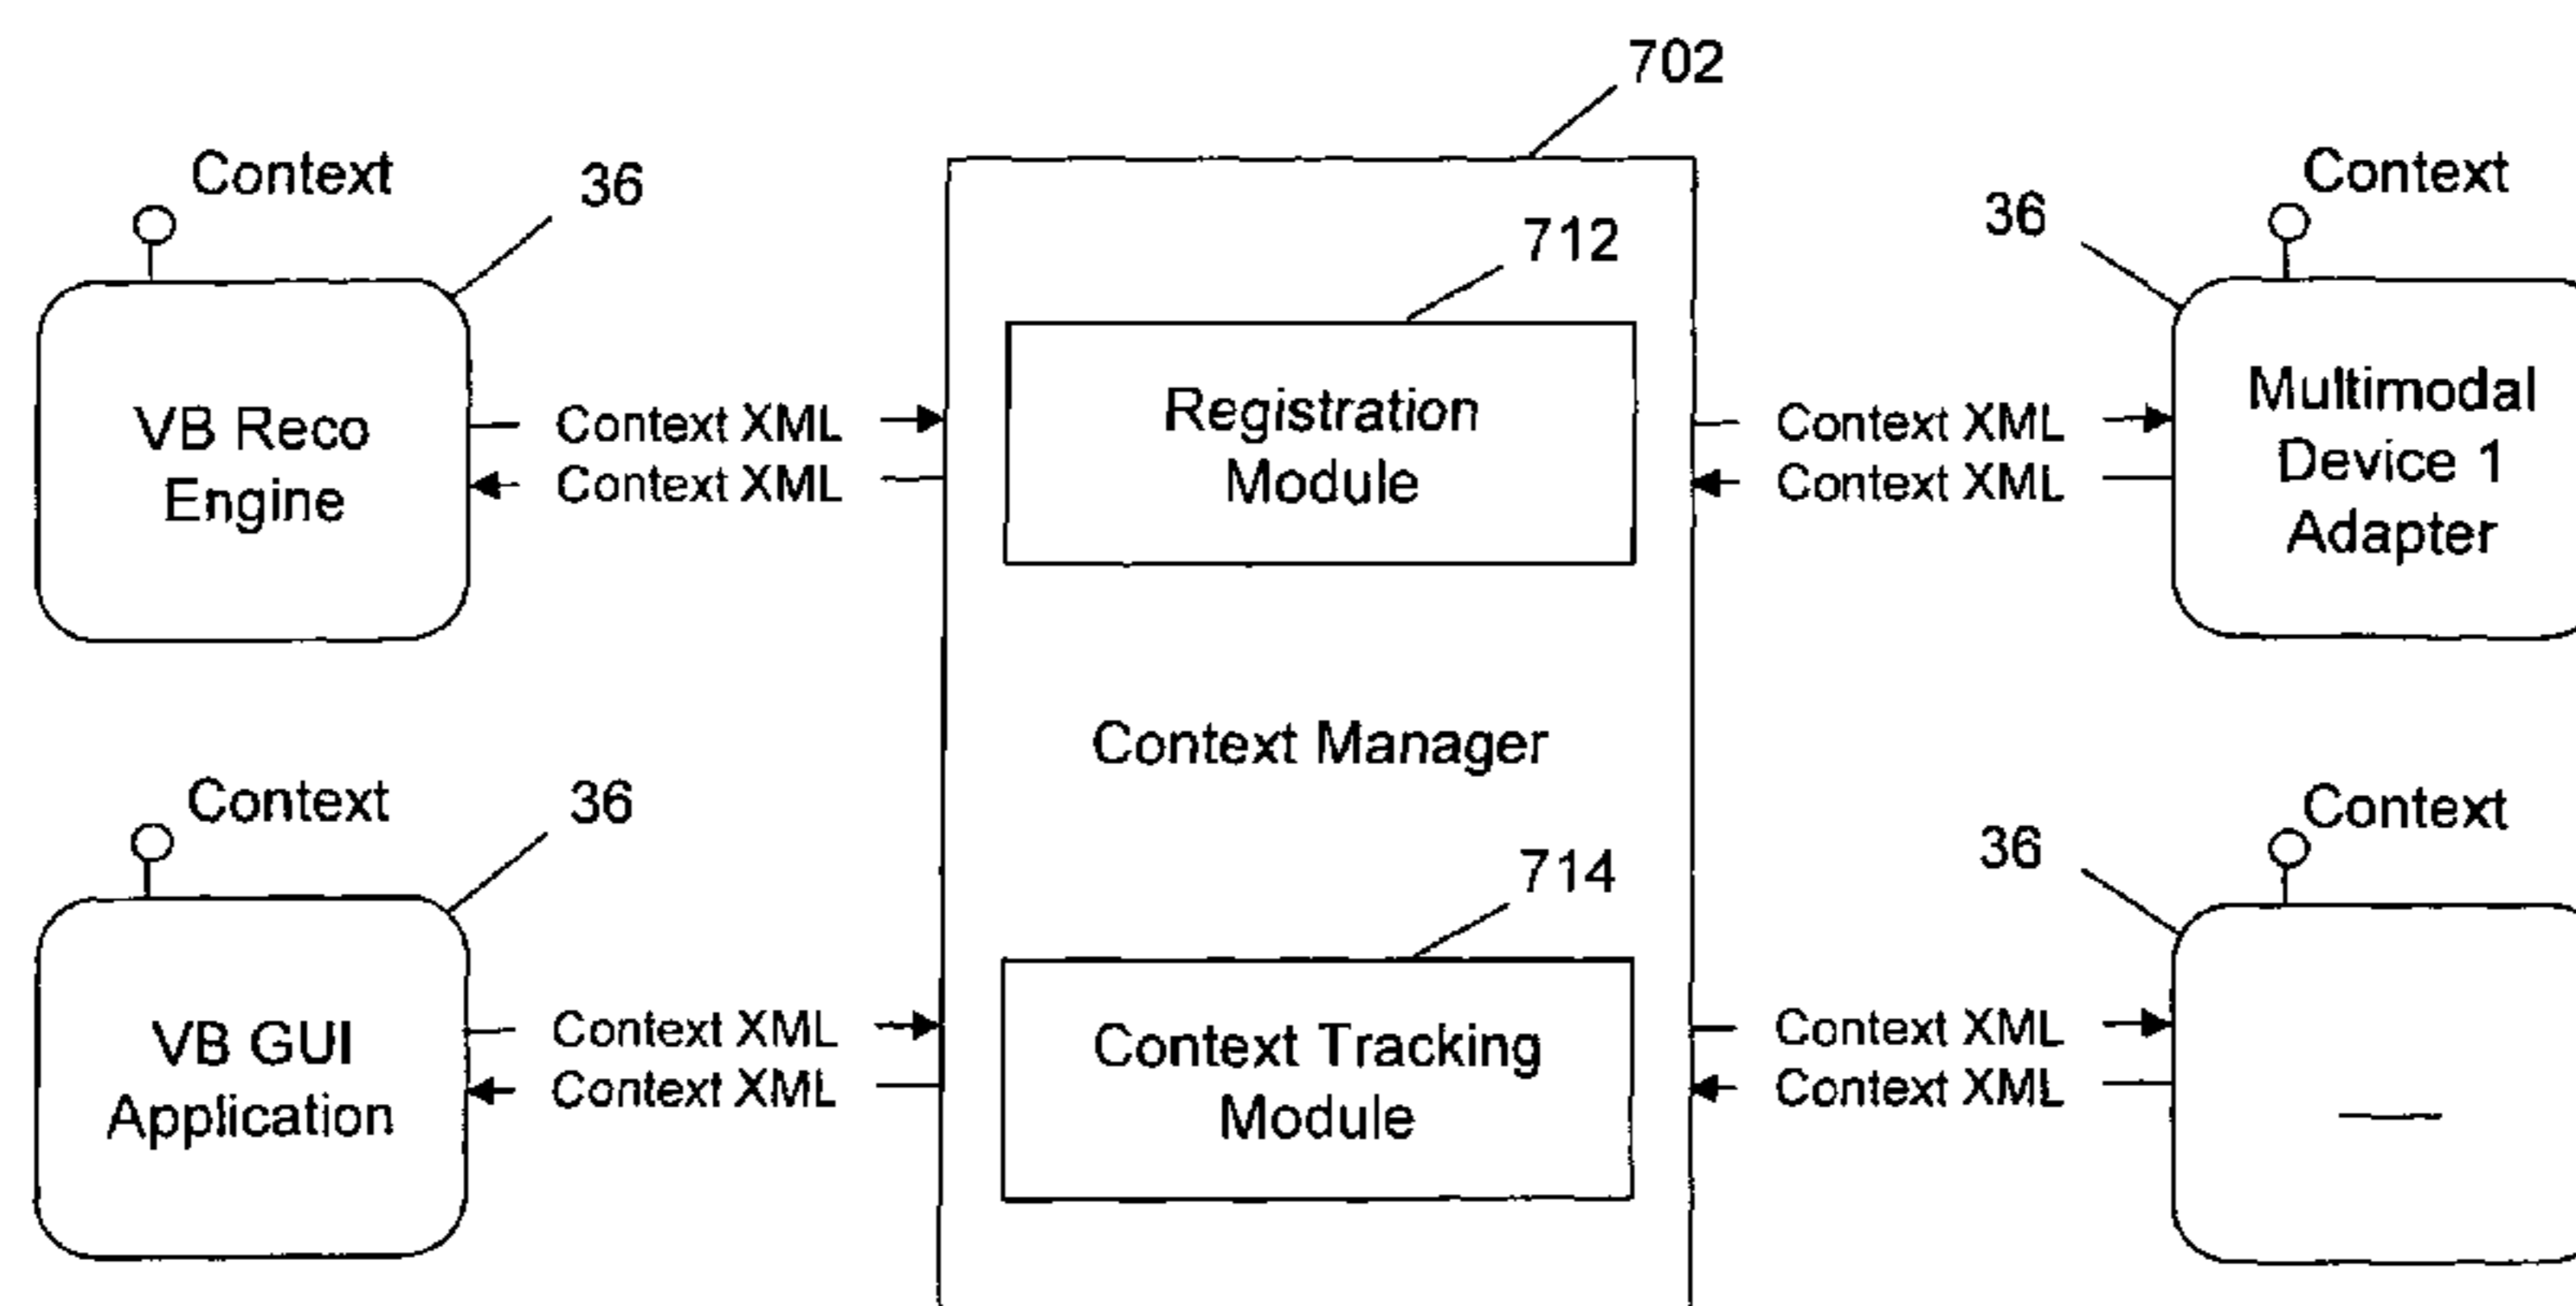 702
Context
36
712
36
Context
VB Reco
Engine
Context XML
Context XML
Registration
Module
Context XML
Context XML
Multimodal
Device 1
Adapter
Context Manager
Context
36
714
36
Context
VB GUI
Application
Context XML
Context XML
Context Tracking
Module
Context XML
Context XML